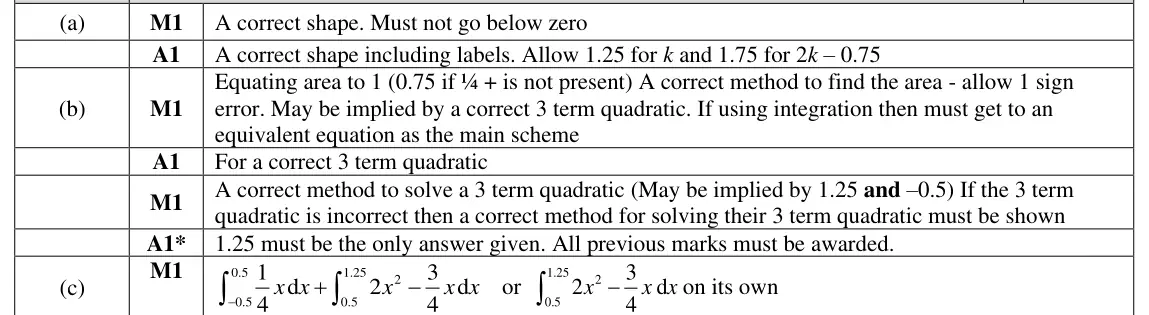 (a) M1 A correct shape. Must not go below zero
A1 A correct shape including labels. Allow 1.25 for k and 1.75 for 2k – 0.75
Equating area to 1 (0.75 if ¼ + is not present) A correct method to find the area - allow 1 sign
(b) M1 error. May be implied by a correct 3 term quadratic. If using integration then must get to an
equivalent equation as the main scheme
A1 For a correct 3 term quadratic
M1 A correct method to solve a 3 term quadratic (May be implied by 1.25 and –0.5) If the 3 term
quadratic is incorrect then a correct method for solving their 3 term quadratic must be shown
A1* 1.25 must be the only answer given. All previous marks must be awarded.
(c) M1 ∫_{–0.5}^{0.5} 1/4 x dx + ∫_{0.5}^{1.25} 2x² – 3/4 x dx or ∫_{0.5}^{1.25} 2x² – 3/4 x dx on its own